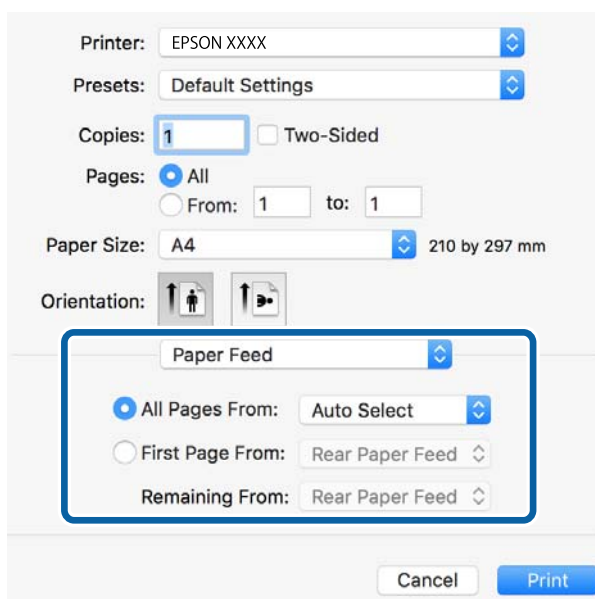 Printer: EPSON XXXX
Presets: Default Settings
Copies: 1 Two-Sided
Pages: All
From: 1 to: 1
Paper Size: A4 210 by 297 mm
Orientation:
Paper Feed
All Pages From: Auto Select
First Page From: Rear Paper Feed
Remaining From: Rear Paper Feed
Cancel Print